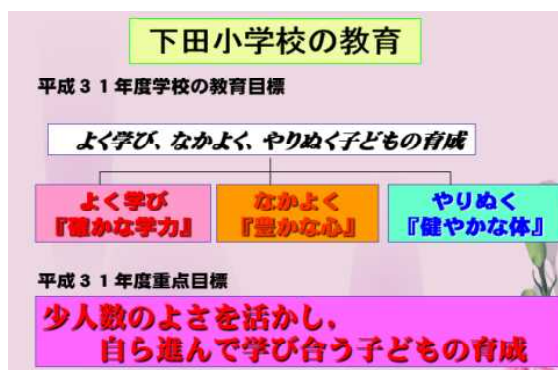 下田小学校の教育
平成３１年度学校の教育目標
よく学び、なかよく、やりぬく子どもの育成
よく学び
『確かな学力』
なかよく
『豊かな心』
やりぬく
『健やかな体』
平成３１年度重点目標
少人数のよさを活かし，
自ら進んで学び合う子どもの育成